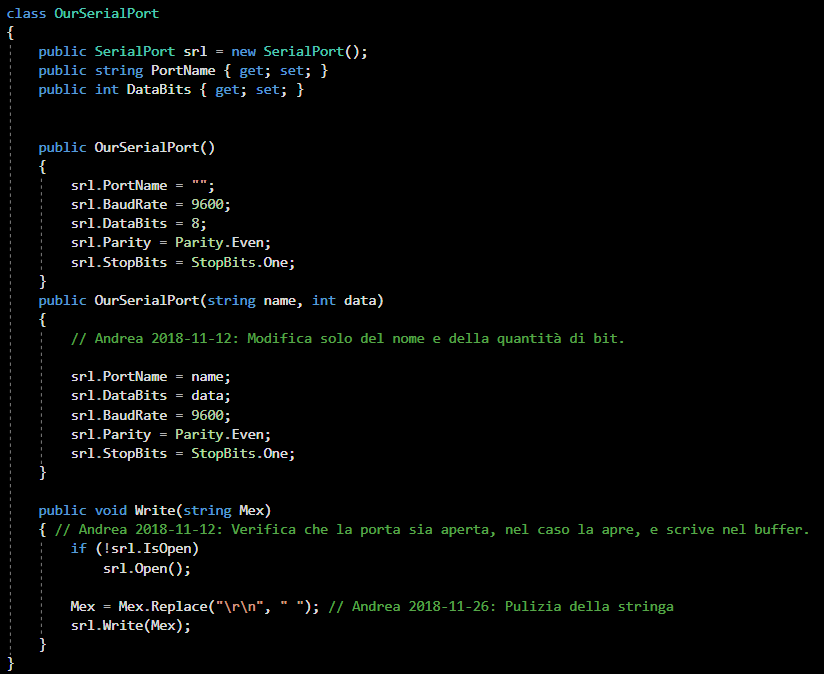 class OurSerialPort
{
public SerialPort srl = new SerialPort();
public string PortName { get; set; }
public int DataBits { get; set; }
public OurSerialPort()
{
srl.PortName = "";
srl.BaudRate = 9600;
srl.DataBits = 8;
srl.Parity = Parity.Even;
srl.StopBits = StopBits.One;
}
public OurSerialPort(string name, int data)
{
// Andrea 2018-11-12: Modifica solo del nome e della quantità di bit.
srl.PortName = name;
srl.DataBits = data;
srl.BaudRate = 9600;
srl.Parity = Parity.Even;
srl.StopBits = StopBits.One;
}
public void Write(string Mex)
{ // Andrea 2018-11-12: Verifica che la porta sia aperta, nel caso la apre, e scrive nel buffer.
if (!srl.IsOpen)
srl.Open();
Mex = Mex.Replace("\r\n", " "); // Andrea 2018-11-26: Pulizia della stringa
srl.Write(Mex);
}
}